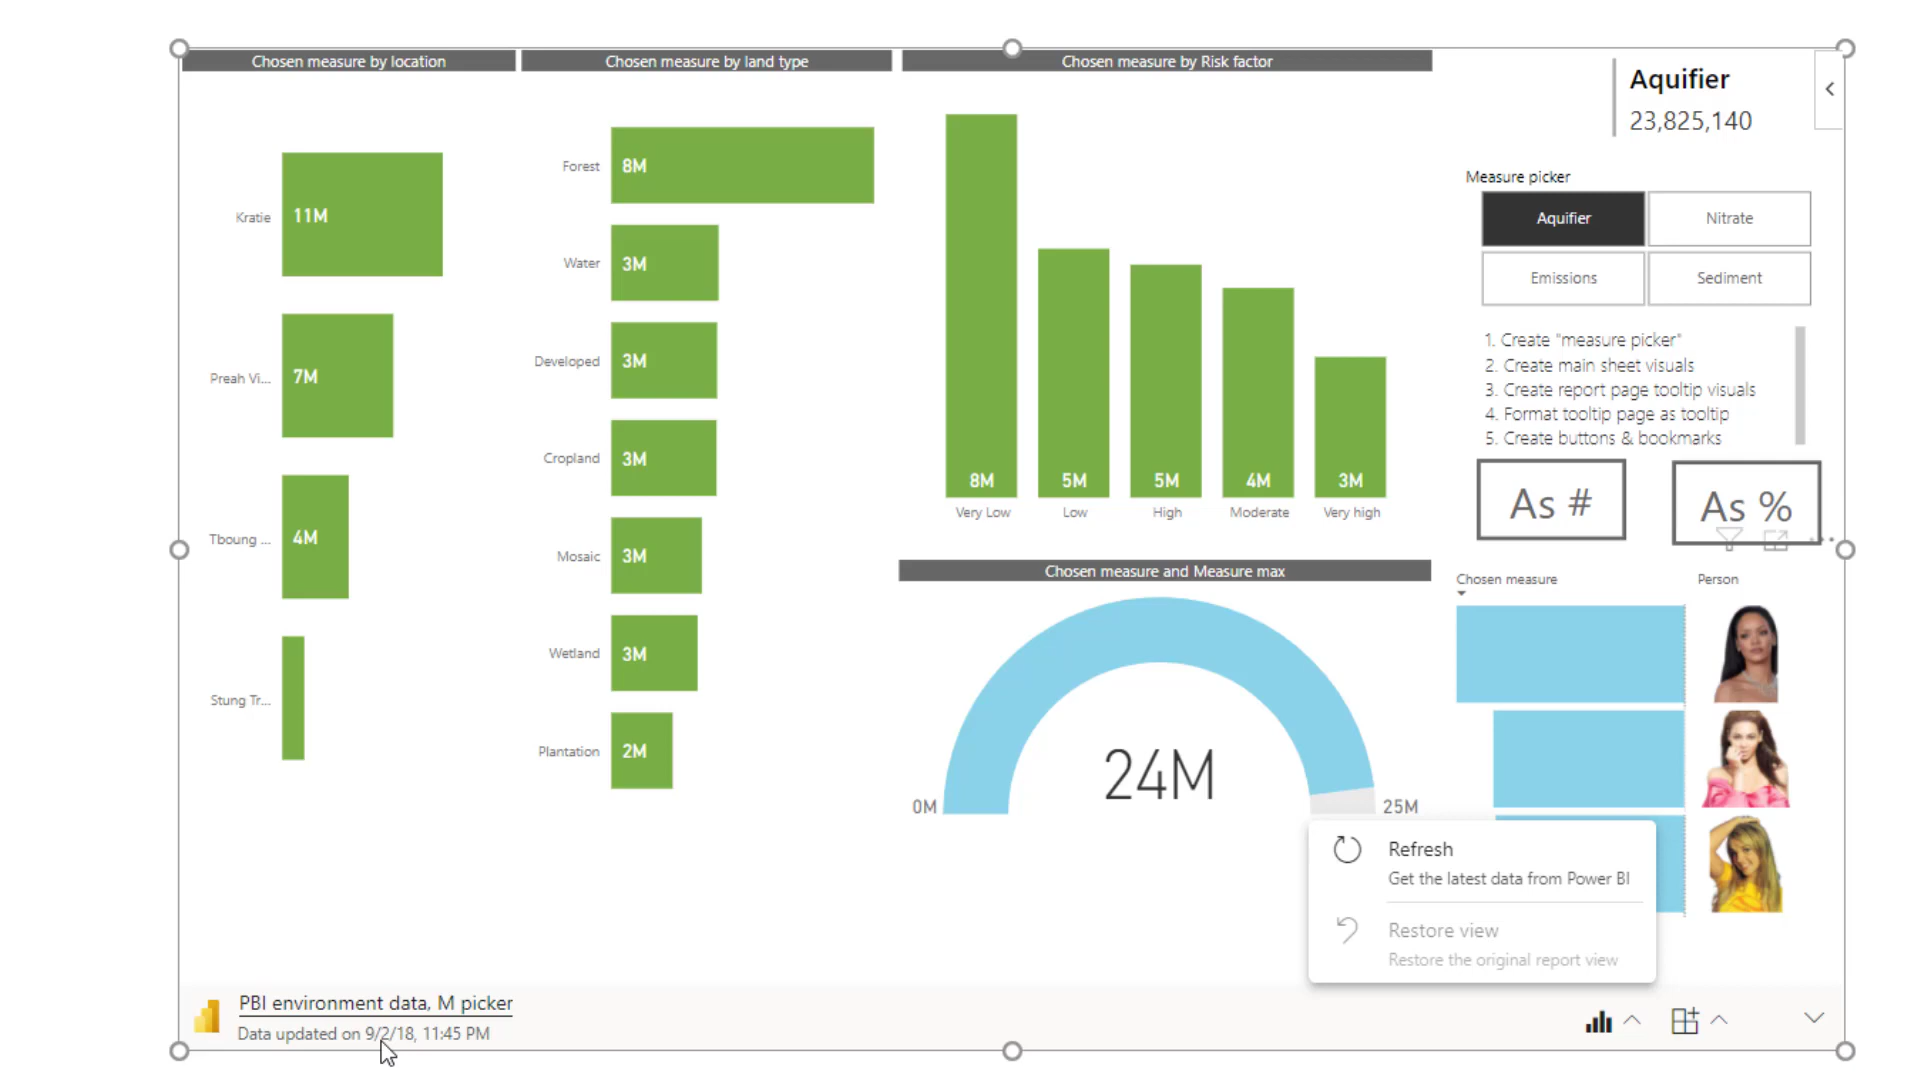 Chosen measure by location
Chosen measure by land type
Chosen measure by Risk factor
Aquifier
23,825,140
Kratie
11M
Preah Vi...
7M
Tboung ...
4M
Stung Tr...
Forest
8M
Water
3M
Developed
3M
Cropland
3M
Mosaic
3M
Wetland
3M
Plantation
2M
8M
5M
5M
4M
3M
Very Low
Low
High
Moderate
Very high
Measure picker
Aquifier
Nitrate
Emissions
Sediment
1. Create "measure picker"
2. Create main sheet visuals
3. Create report page tooltip visuals
4. Format tooltip page as tooltip
5. Create buttons & bookmarks
As #
As %
Chosen measure and Measure max
24M
0M
25M
Chosen measure
Person
Refresh
Get the latest data from Power BI
Restore view
Restore the original report view
PBI environment data, M picker
Data updated on 9/2/18, 11:45 PM